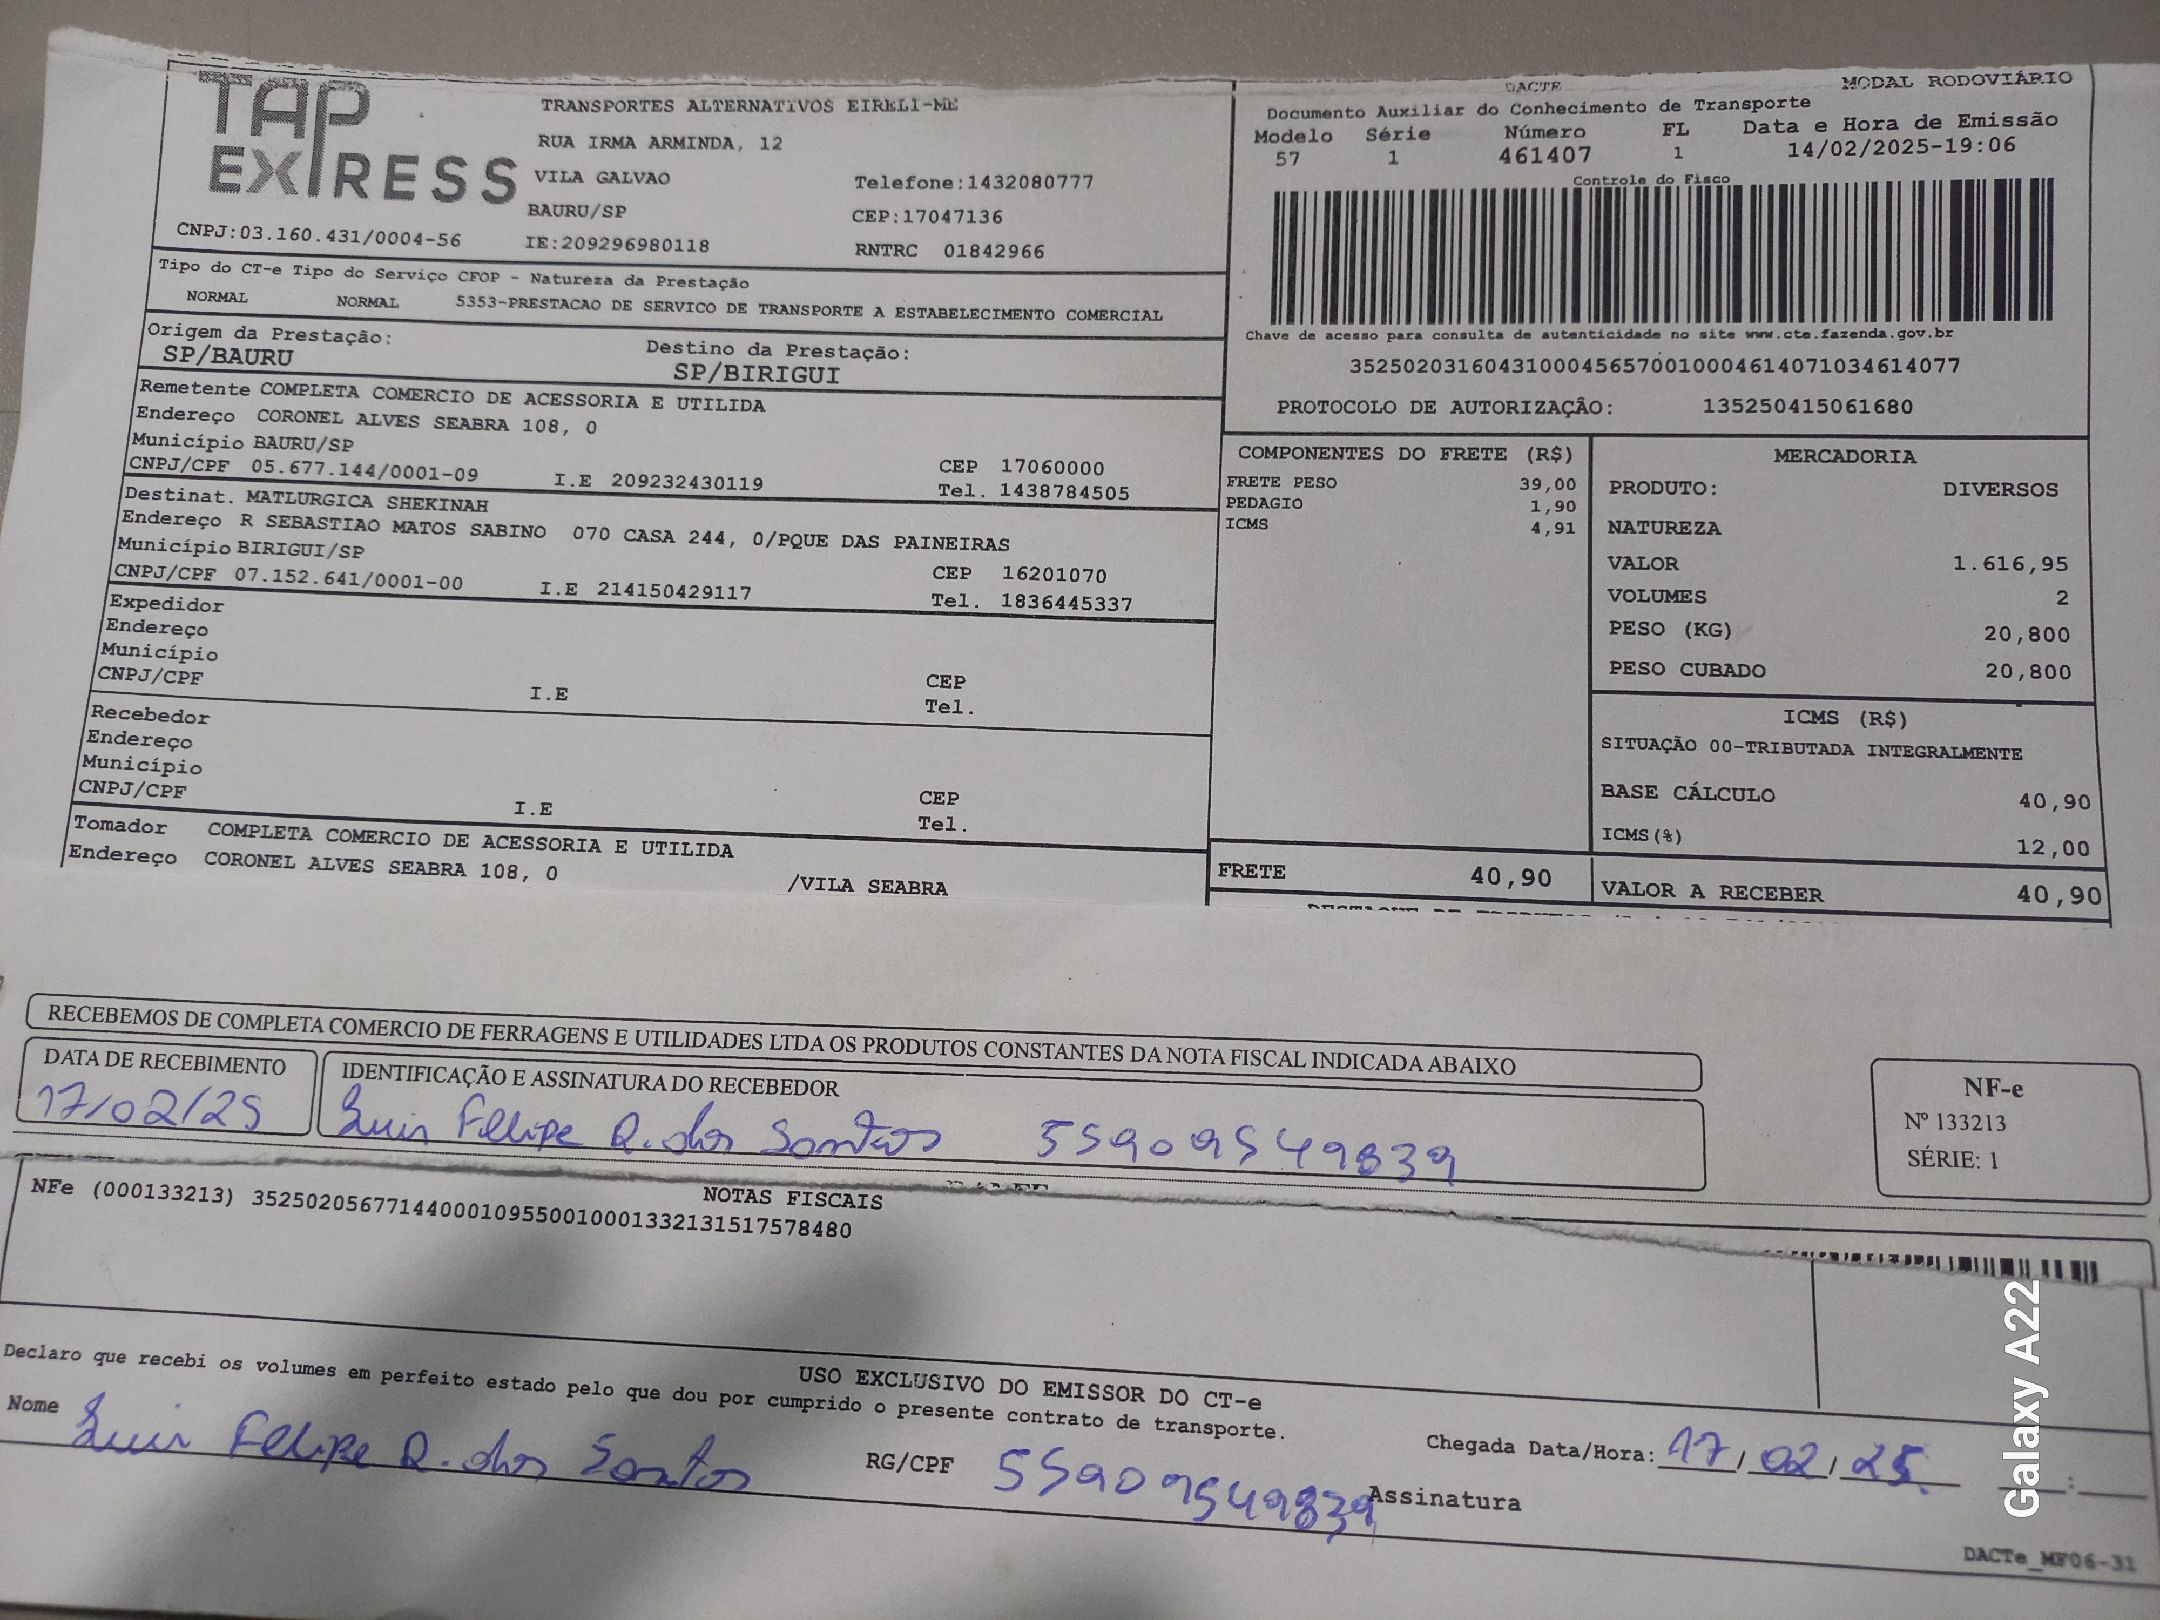 TAP EXPRESS
TRANSPORTES ALTERNATIVOS EIRELI-ME
RUA IRMA ARMINDA, 12
VILA GALVAO Telefone:1432080777
BAURU/SP CEP:17047136
CNPJ:03.160.431/0004-56 IE:209296980118 RNTRC 01842966
DACTE MODAL RODOVIÁRIO
Documento Auxiliar do Conhecimento de Transporte
Modelo Série Número FL Data e Hora de Emissão
57 1 461407 1 14/02/2025-19:06
Controle do Fisco
Chave de acesso para consulta de autenticidade no site www.cte.fazenda.gov.br
35250203160431000456570010004614071034614077
PROTOCOLO DE AUTORIZAÇÂO: 135250415061680
Tipo do CT-e Tipo do Serviço CFOP - Natureza da Prestação
NORMAL NORMAL 5353-PRESTACAO DE SERVICO DE TRANSPORTE A ESTABELECIMENTO COMERCIAL
Origem da Prestação: Destino da Prestação:
SP/BAURU SP/BIRIGUI
Remetente COMPLETA COMERCIO DE ACESSORIA E UTILIDA
Endereço CORONEL ALVES SEABRA 108, 0
Município BAURU/SP CEP 17060000
CNPJ/CPF 05.677.144/0001-09 I.E 209232430119 Tel. 1438784505
Destinat. MATLURGICA SHEKINAH
Endereço R SEBASTIAO MATOS SABINO 070 CASA 244, 0/PQUE DAS PAINEIRAS
Município BIRIGUI/SP CEP 16201070
CNPJ/CPF 07.152.641/0001-00 I.E 214150429117 Tel. 1836445337
Expedidor
Endereço
Município CEP
CNPJ/CPF I.E Tel.
Recebedor
Endereço
Município CEP
CNPJ/CPF I.E Tel.
Tomador COMPLETA COMERCIO DE ACESSORIA E UTILIDA
Endereço CORONEL ALVES SEABRA 108, 0 /VILA SEABRA
COMPONENTES DO FRETE (R$)
FRETE PESO 39,00
PEDAGIO 1,90
ICMS 4,91
FRETE 40,90
MERCADORIA
PRODUTO: DIVERSOS
NATUREZA
VALOR 1.616,95
VOLUMES 2
PESO (KG) 20,800
PESO CUBADO 20,800
ICMS (R$)
SITUAÇÃO 00-TRIBUTADA INTEGRALMENTE
BASE CÁLCULO 40,90
ICMS(%) 12,00
VALOR A RECEBER 40,90
RECEBEMOS DE COMPLETA COMERCIO DE FERRAGENS E UTILIDADES LTDA OS PRODUTOS CONSTANTES DA NOTA FISCAL INDICADA ABAIXO
DATA DE RECEBIMENTO IDENTIFICAÇÃO E ASSINATURA DO RECEBEDOR
17/02/25 Luis Felipe R. dos Santos 55909549839
NF-e
Nº 133213
SÉRIE: 1
NOTAS FISCAIS
NFe (000133213) 35250205677144000109550010001332131517578480
USO EXCLUSIVO DO EMISSOR DO CT-e
Declaro que recebi os volumes em perfeito estado pelo que dou por cumprido o presente contrato de transporte.
Nome Luis Felipe R. dos Santos RG/CPF 55909549839 Assinatura
Chegada Data/Hora: 17/02/25 :
DACTe_MF06-31
Galaxy A22